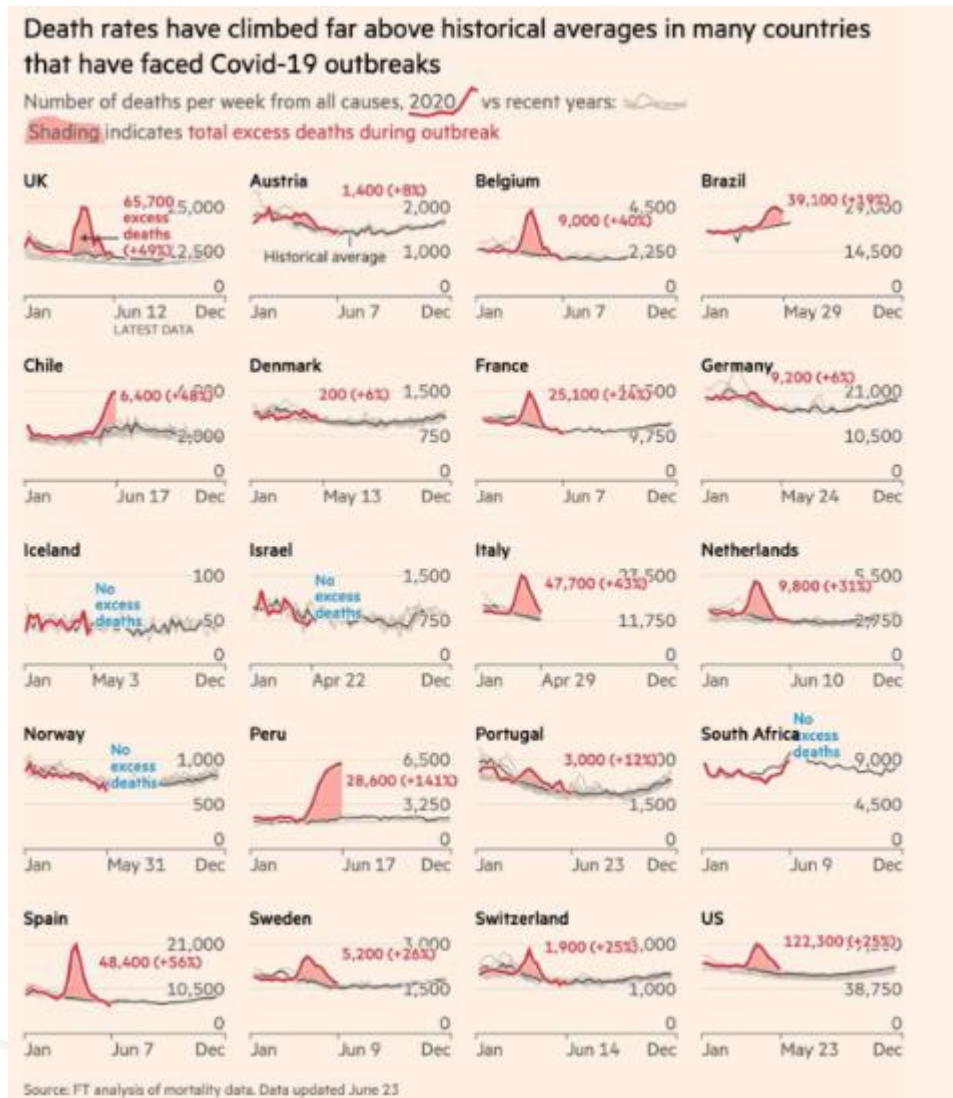 Death rates have climbed far above historical averages in many countries
that have faced Covid-19 outbreaks
Number of deaths per week from all causes, 2020 vs recent years:
Shading indicates total excess deaths during outbreak
UK
65,700
excess
deaths
(+49%)
25,000
12,500
0
Jan Jun 12 Dec
LATEST DATA
Austria
1,400 (+8%)
2,000
Historical average
1,000
0
Jan Jun 7 Dec
Belgium
4,500
9,000 (+40%)
2,250
0
Jan Jun 7 Dec
Brazil
39,100 (+19%)
29,000
14,500
0
Jan May 29 Dec
Chile
6,400 (+48%)
0
Jan Jun 17 Dec
Denmark
200 (+6%)
1,500
750
0
Jan May 13 Dec
France
25,100 (+24%)
9,750
0
Jan Jun 7 Dec
Germany
9,200 (+6%)
21,000
10,500
0
Jan May 24 Dec
Iceland
100
No
excess
deaths
50
0
Jan May 3 Dec
Israel
1,500
No
excess
deaths
750
0
Jan Apr 22 Dec
Italy
47,700 (+43%)
11,750
0
Jan Apr 29 Dec
Netherlands
5,500
9,800 (+31%)
2,750
0
Jan Jun 10 Dec
Norway
No
excess
deaths
1,000
500
0
Jan May 31 Dec
Peru
6,500
28,600 (+141%)
3,250
0
Jan Jun 17 Dec
Portugal
3,000 (+12%)
1,500
0
Jan Jun 23 Dec
South Africa
No
excess
deaths
9,000
4,500
0
Jan Jun 9 Dec
Spain
21,000
48,400 (+56%)
10,500
0
Jan Jun 7 Dec
Sweden
3,000
5,200 (+26%)
1,500
0
Jan Jun 9 Dec
Switzerland
1,900 (+25%)
1,000
0
Jan Jun 14 Dec
US
122,300 (+25%)
38,750
0
Jan May 23 Dec
Source: FT analysis of mortality data. Data updated June 23